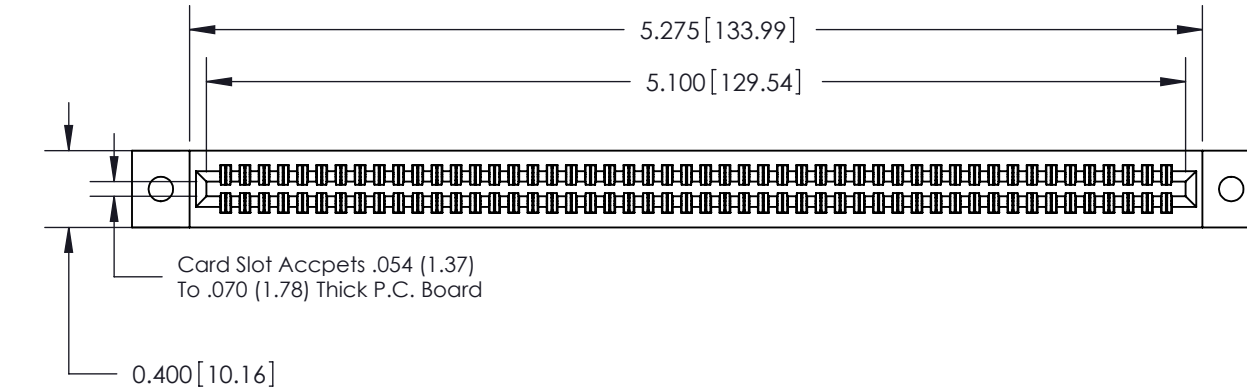 5.275[133.99]
5.100[129.54]
Card Slot Accpets .054 (1.37)
To .070 (1.78) Thick P.C. Board
0.400[10.16]